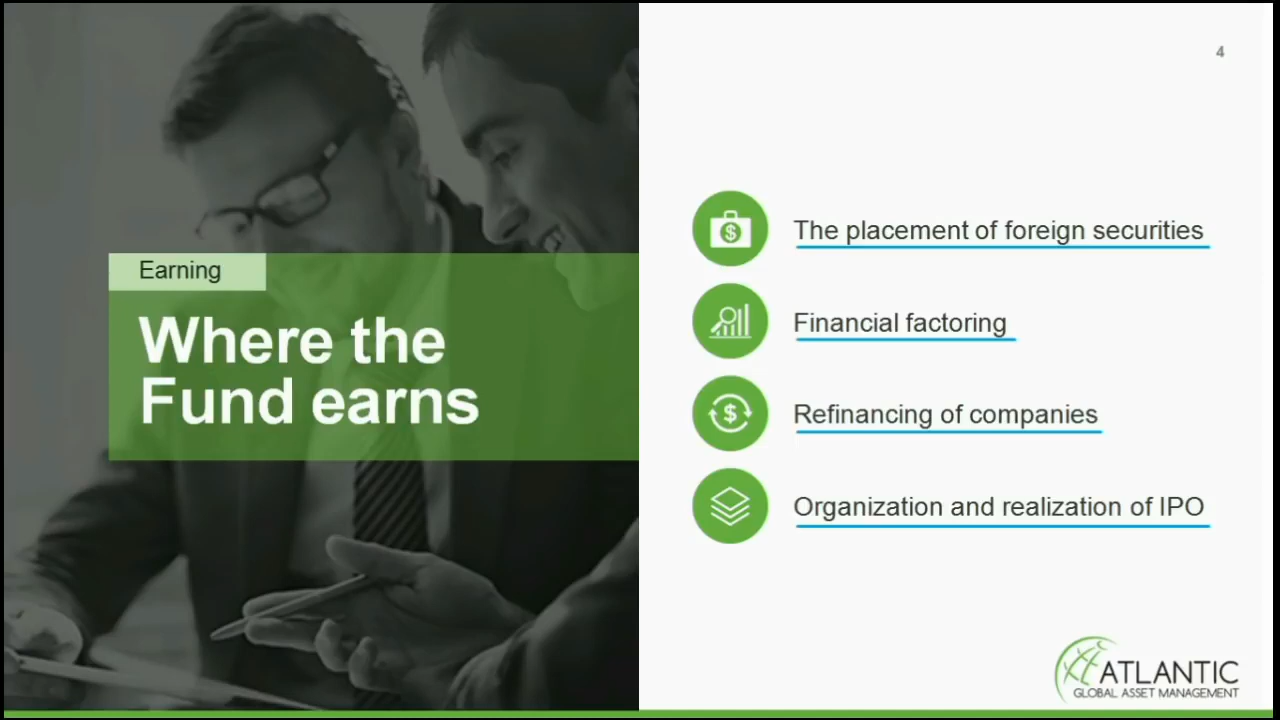 4
Earning
Where the
Fund earns
The placement of foreign securities
Financial factoring
Refinancing of companies
Organization and realization of IPO
ATLANTIC
GLOBAL ASSET MANAGEMENT